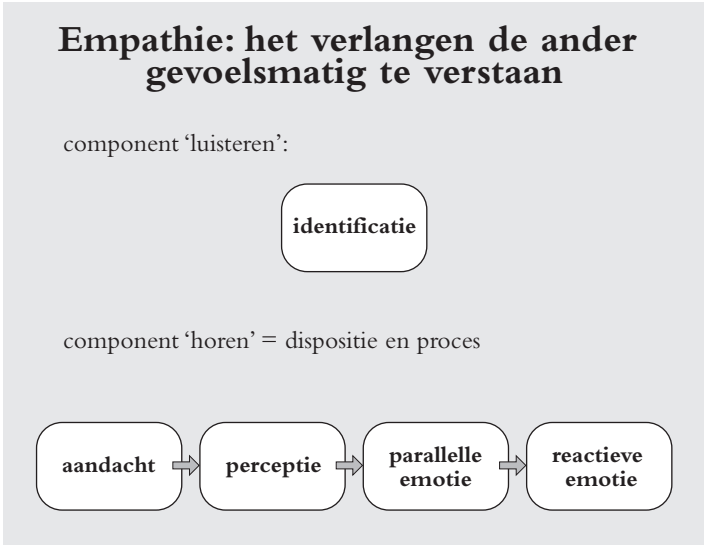 Empathie: het verlangen de ander
gevoelsmatig te verstaan
component ‘luisteren’:
identificatie
component ‘horen’ = dispositie en proces
aandacht
perceptie
parallelle
emotie
reactieve
emotie